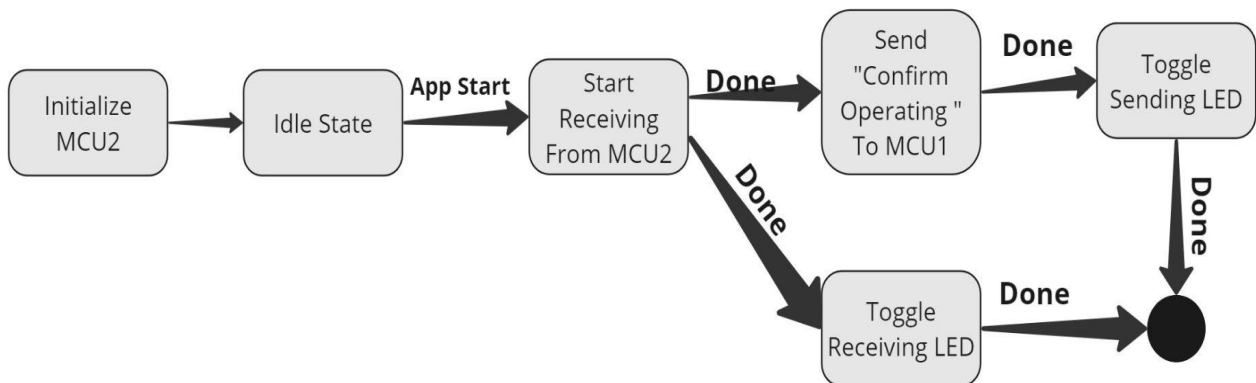 Initialize
MCU2
Idle State
App Start
Start
Receiving
From MCU2
Done
Send
"Confirm
Operating "
To MCU1
Done
Toggle
Sending LED
Done
Done
Toggle
Receiving LED
Done